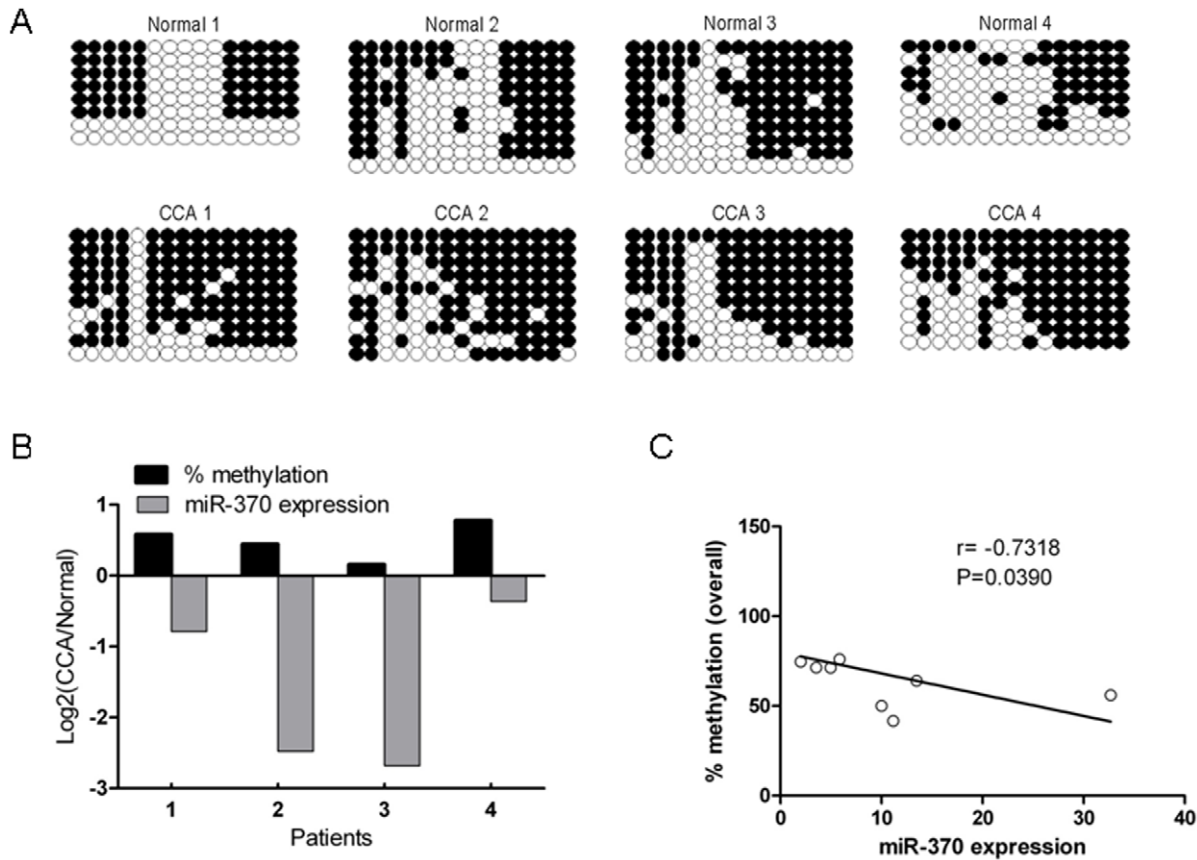 A
Normal 1 Normal 2 Normal 3 Normal 4
CCA 1 CCA 2 CCA 3 CCA 4
B
% methylation
miR-370 expression
Log2(CCA/Normal)
1
0
-1
-2
-3
1 2 3 4
Patients
C
r= -0.7318
P=0.0390
% methylation (overall)
150
100
50
0
0 10 20 30 40
miR-370 expression